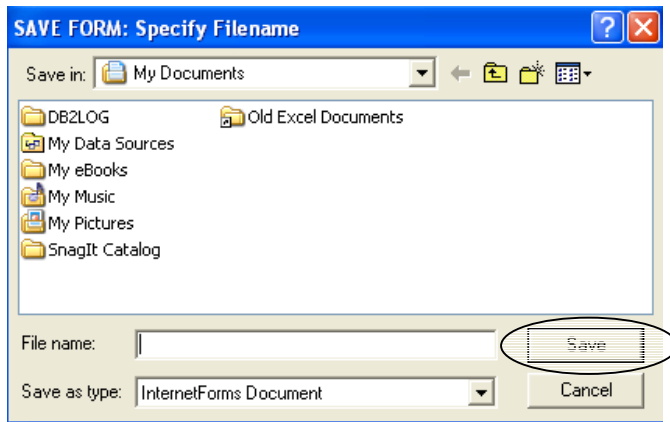 SAVE FORM: Specify Filename
Save in: My Documents
DB2LOG Old Excel Documents
My Data Sources
My eBooks
My Music
My Pictures
SnagIt Catalog
File name: Save
Save as type: InternetForms Document Cancel